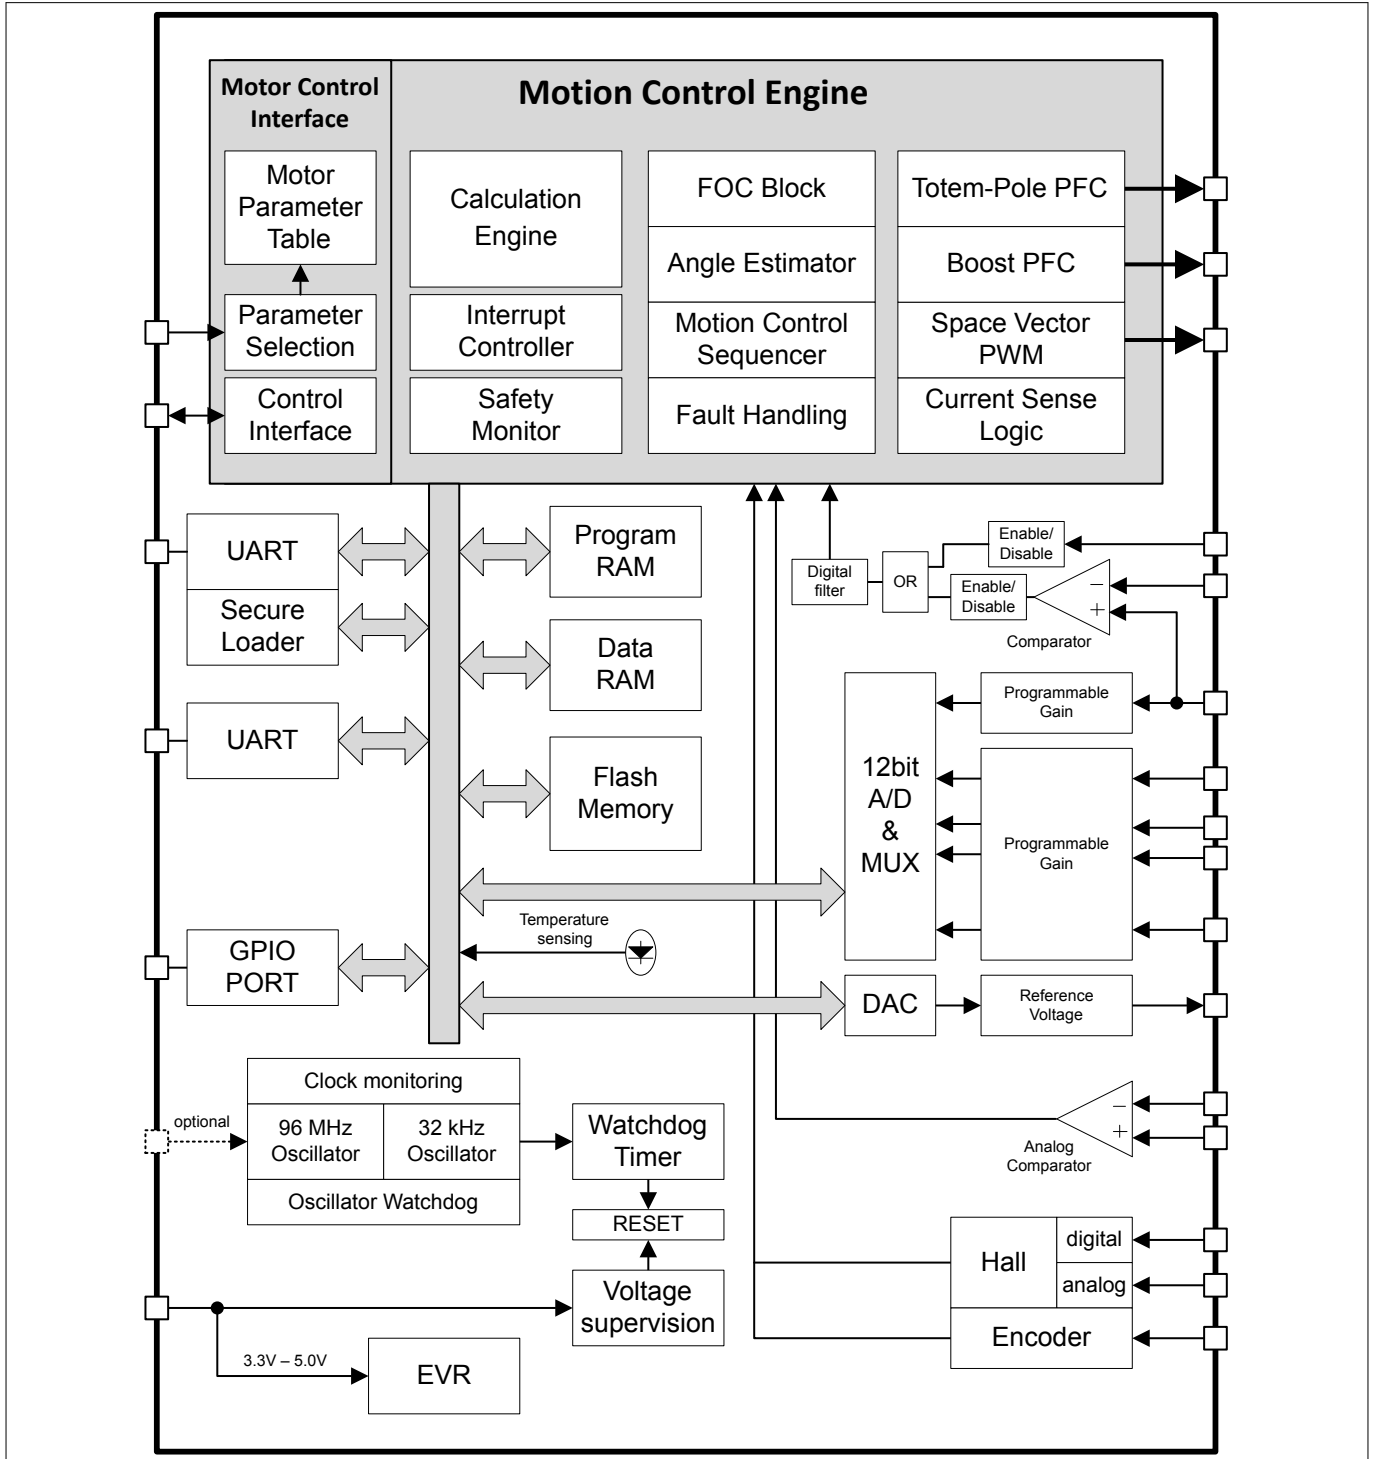 Motor Control
Interface
Motion Control Engine
Motor
Parameter
Table
Parameter
Selection
Control
Interface
Calculation
Engine
Interrupt
Controller
Safety
Monitor
FOC Block
Angle Estimator
Motion Control
Sequencer
Fault Handling
Totem-Pole PFC
Boost PFC
Space Vector
PWM
Current Sense
Logic
UART
Secure
Loader
UART
GPIO
PORT
Program
RAM
Data
RAM
Flash
Memory
Temperature
sensing
Digital
filter
OR
Enable/
Disable
Enable/
Disable
−
+
Comparator
12bit
A/D
&
MUX
Programmable
Gain
Programmable
Gain
DAC
Reference
Voltage
−
+
Analog
Comparator
optional
Clock monitoring
96 MHz
Oscillator
32 kHz
Oscillator
Oscillator Watchdog
Watchdog
Timer
RESET
Voltage
supervision
3.3V – 5.0V
EVR
Hall
digital
analog
Encoder